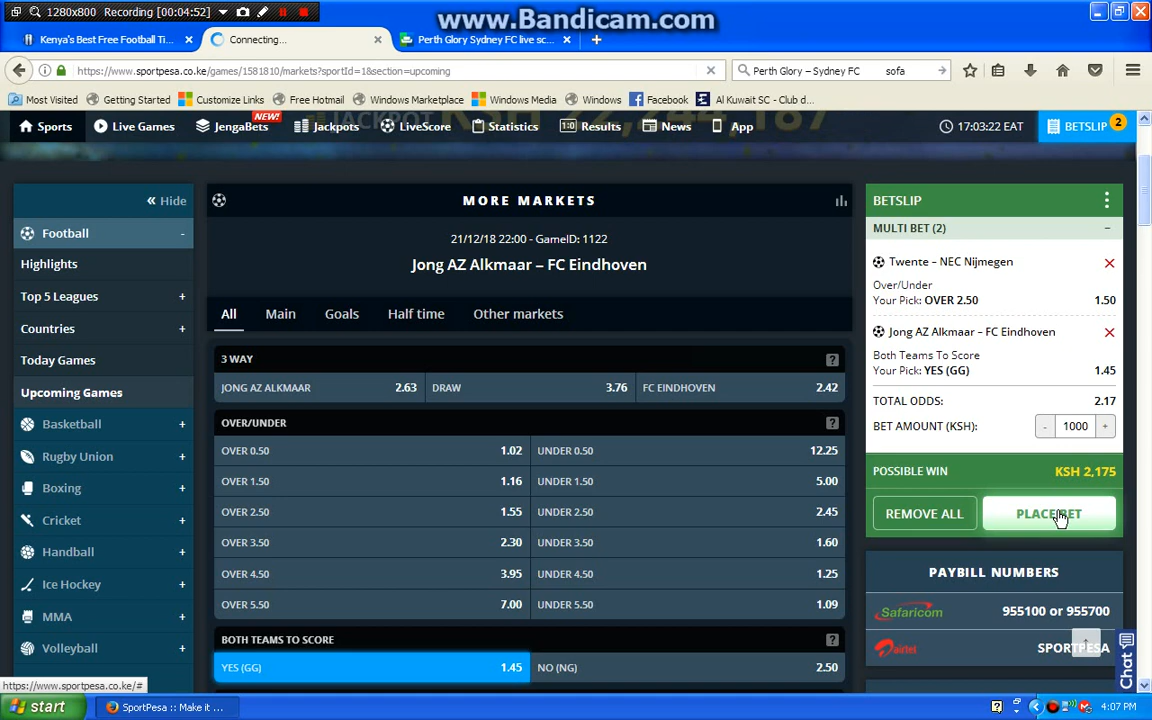 1280x800 Recording [00:04:52]
www.Bandicam.com
Kenya's Best Free Football Ti...
Connecting...
Perth Glory Sydney FC live sc...
https://www.sportpesa.co.ke/games/1581810/markets?sportId=1&section=upcoming
Perth Glory – Sydney FC sofa
Most Visited
Getting Started
Customize Links
Free Hotmail
Windows Marketplace
Windows Media
Windows
Facebook
Al Kuwait SC - Club d...
Sports
Live Games
JengaBets
NEW!
Jackpots
LiveScore
Statistics
Results
News
App
17:03:22 EAT
BETSLIP 2
Hide
Football -
Highlights
Top 5 Leagues +
Countries +
Today Games
Upcoming Games
Basketball +
Rugby Union +
Boxing +
Cricket +
Handball +
Ice Hockey +
MMA +
Volleyball +
MORE MARKETS
21/12/18 22:00 - GameID: 1122
Jong AZ Alkmaar – FC Eindhoven
All
Main
Goals
Half time
Other markets
3 WAY ?
JONG AZ ALKMAAR 2.63 DRAW 3.76 FC EINDHOVEN 2.42
OVER/UNDER ?
OVER 0.50 1.02 UNDER 0.50 12.25
OVER 1.50 1.16 UNDER 1.50 5.00
OVER 2.50 1.55 UNDER 2.50 2.45
OVER 3.50 2.30 UNDER 3.50 1.60
OVER 4.50 3.95 UNDER 4.50 1.25
OVER 5.50 7.00 UNDER 5.50 1.09
BOTH TEAMS TO SCORE ?
YES (GG) 1.45 NO (NG) 2.50
BETSLIP
MULTI BET (2) –
Twente – NEC Nijmegen
Over/Under
Your Pick: OVER 2.50 1.50
Jong AZ Alkmaar – FC Eindhoven
Both Teams To Score
Your Pick: YES (GG) 1.45
TOTAL ODDS: 2.17
BET AMOUNT (KSH): - 1000 +
POSSIBLE WIN KSH 2,175
REMOVE ALL
PLACE BET
PAYBILL NUMBERS
Safaricom 955100 or 955700
airtel SPORTPESA
Chat
https://www.sportpesa.co.ke/#
start
SportPesa :: Make it ...
4:07 PM